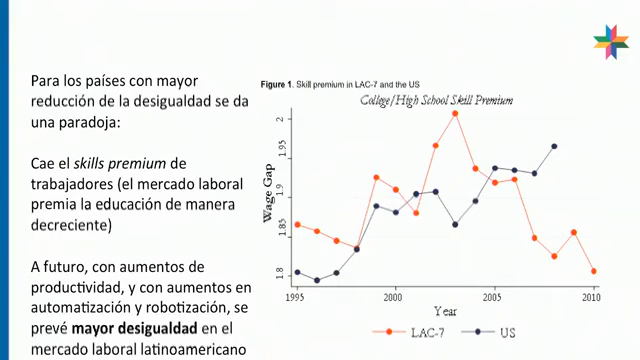 Para los países con mayor
reducción de la desigualdad se da
una paradoja:
Cae el skills premium de
trabajadores (el mercado laboral
premia la educación de manera
decreciente)
A futuro, con aumentos de
productividad, y con aumentos en
automatización y robotización, se
prevé mayor desigualdad en el
mercado laboral latinoamericano
Figure 1. Skill premium in LAC-7 and the US
College/High School Skill Premium
Wage Gap
2
1.95
1.9
1.85
1.8
1995
2000
2005
2010
Year
LAC-7
US